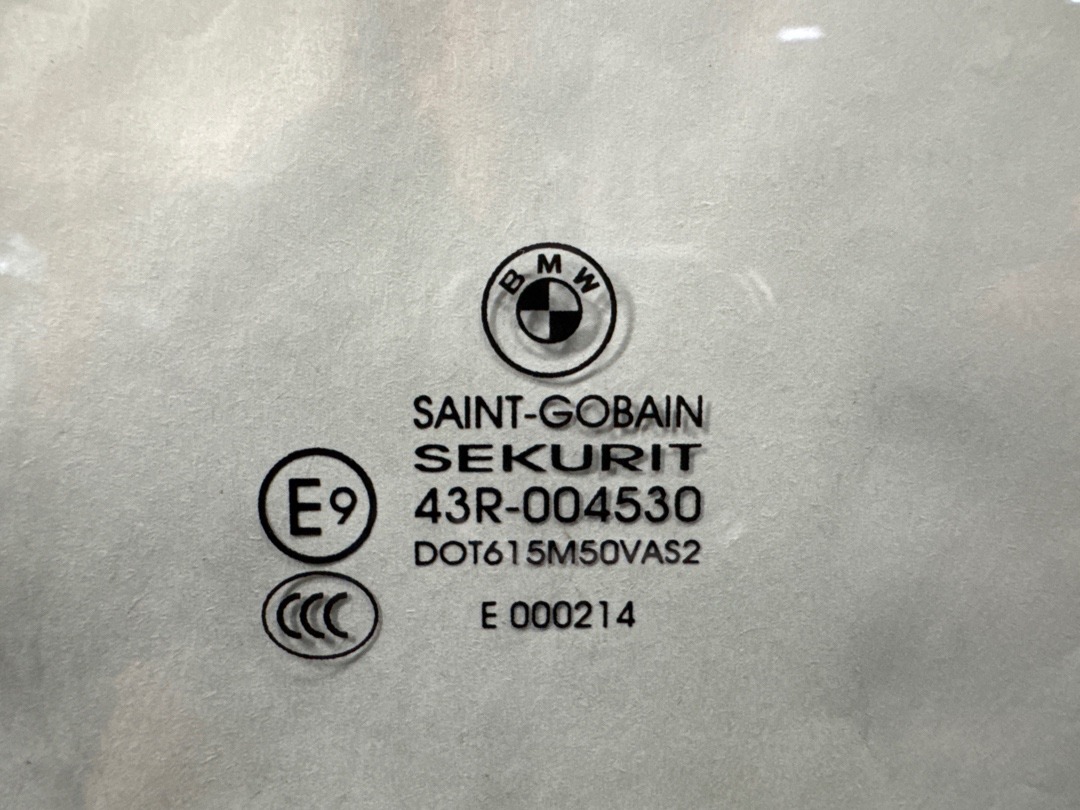 BMW
SAINT-GOBAIN
SEKURIT
E9
43R-004530
DOT615M50VAS2
CCC
E 000214